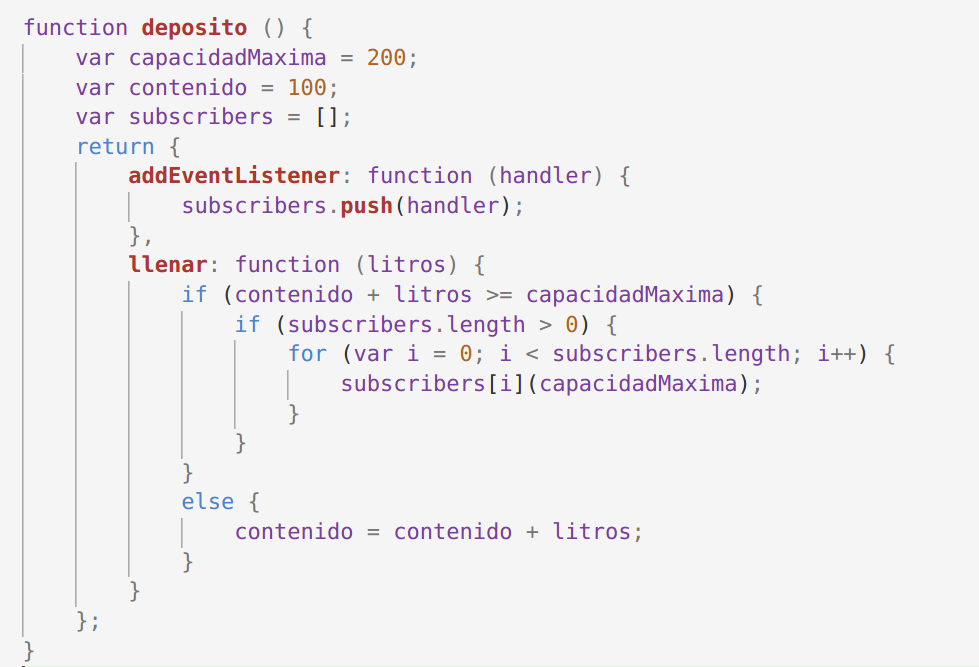 function deposito () {
    var capacidadMaxima = 200;
    var contenido = 100;
    var subscribers = [];
    return {
        addEventListener: function (handler) {
            subscribers.push(handler);
        },
        llenar: function (litros) {
            if (contenido + litros >= capacidadMaxima) {
                if (subscribers.length > 0) {
                    for (var i = 0; i < subscribers.length; i++) {
                        subscribers[i](capacidadMaxima);
                    }
                }
            }
            else {
                contenido = contenido + litros;
            }
        }
    };
}